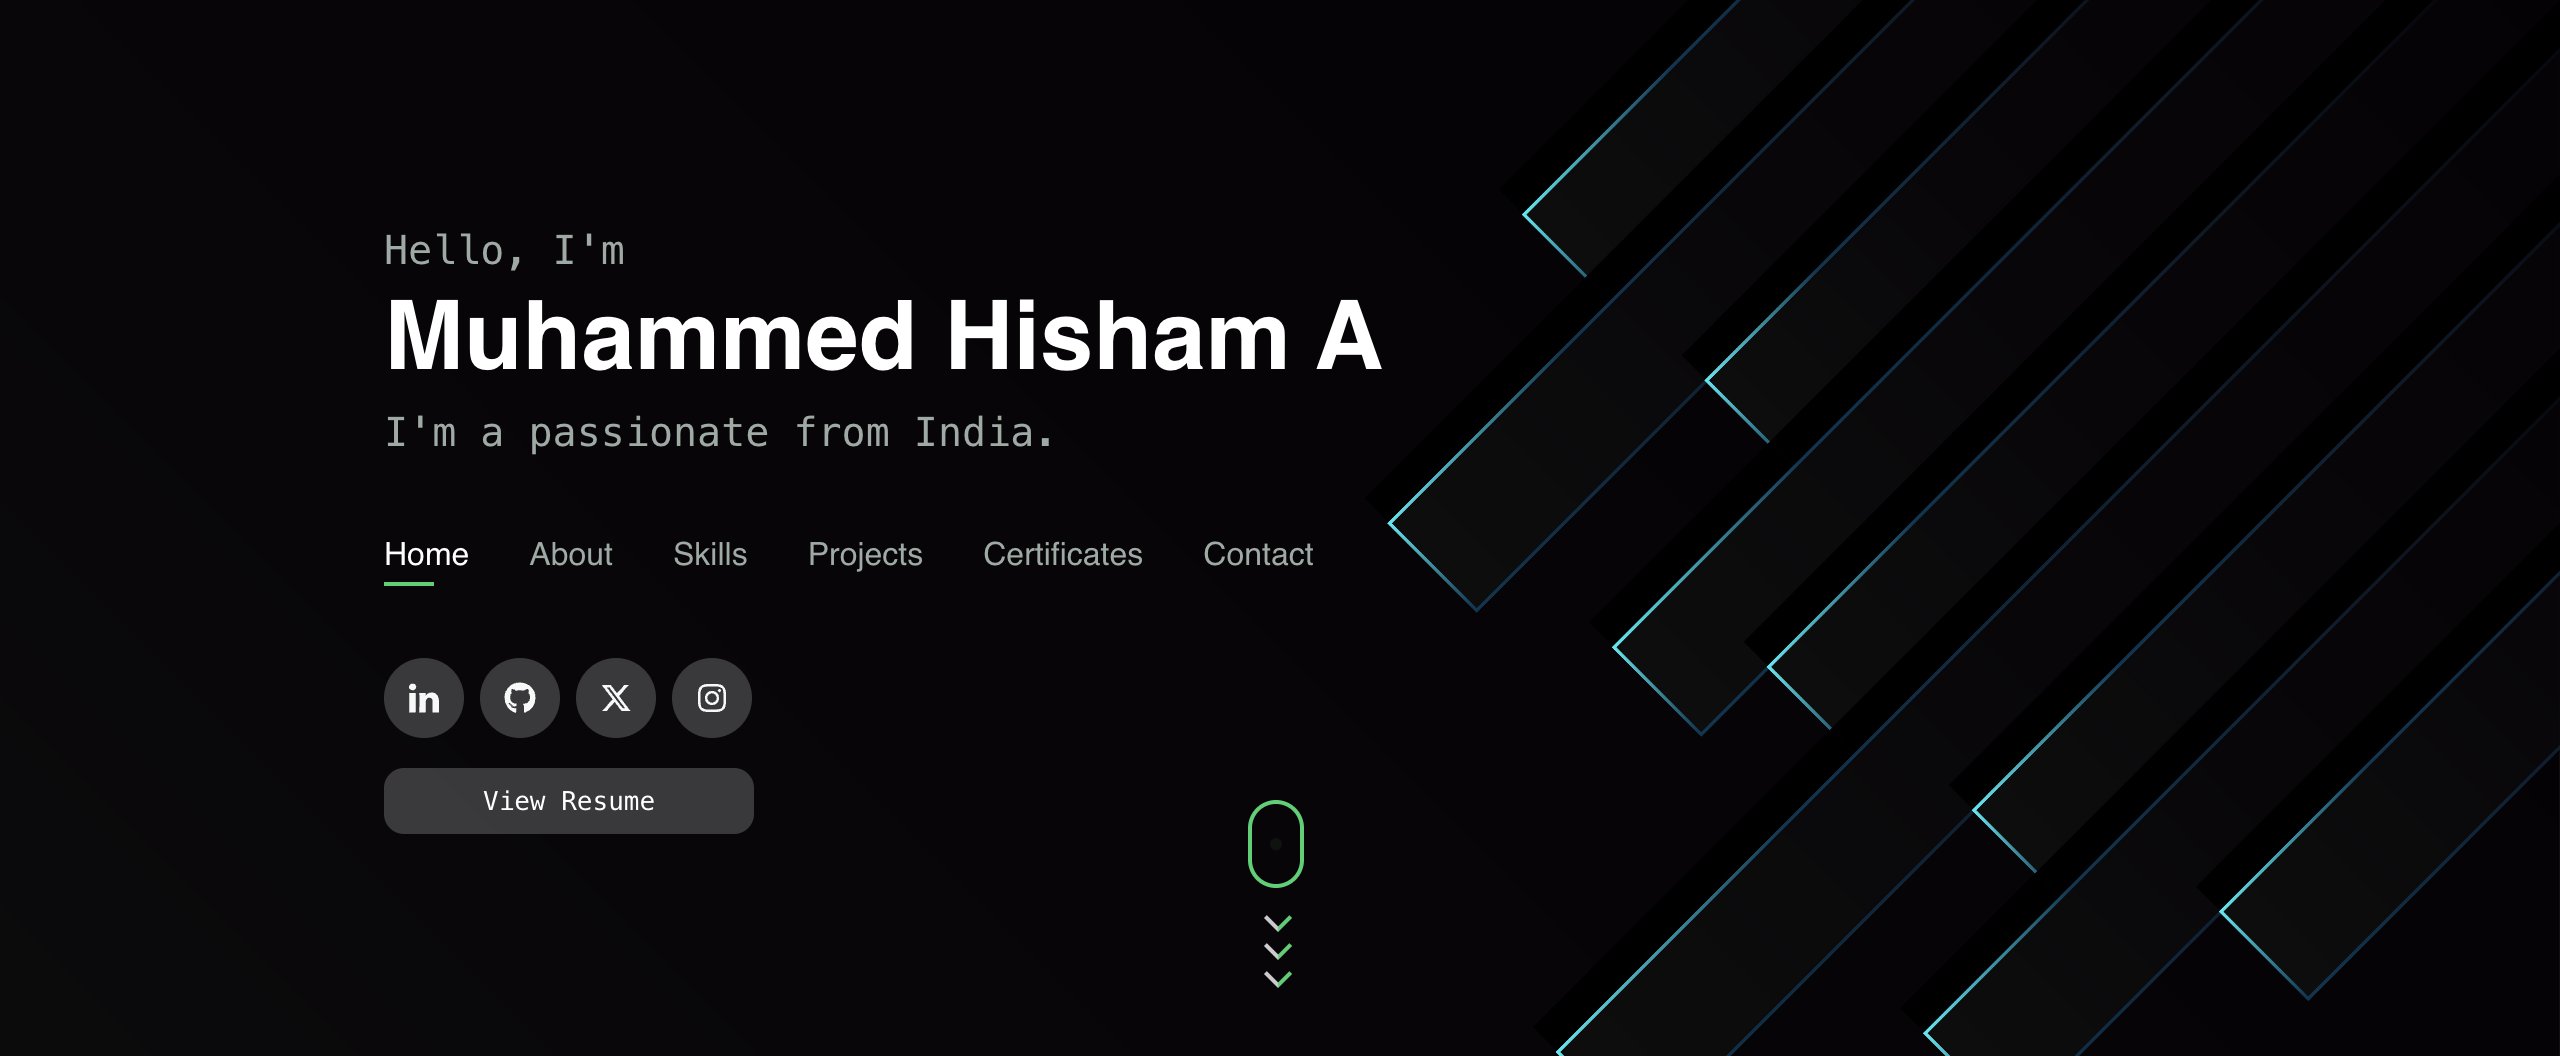 Hello, I'm
Muhammed Hisham A
I'm a passionate from India.
Home About Skills Projects Certificates Contact
View Resume